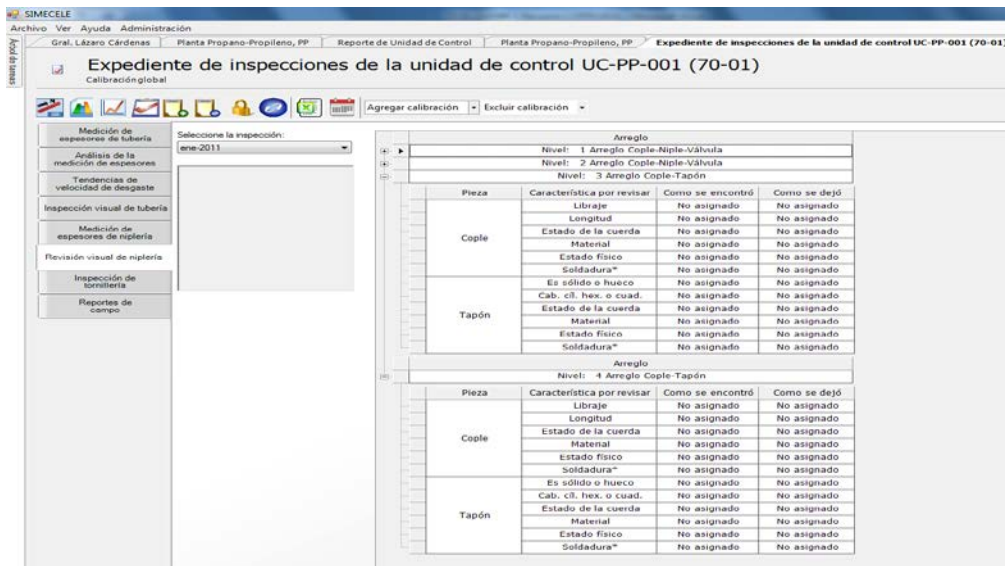 SIMECELE
Archivo Ver Ayuda Administración
Gral. Lázaro Cárdenas Planta Propano-Propileno, PP Reporte de Unidad de Control Planta Propano-Propileno, PP Expediente de inspecciones de la unidad de control UC-PP-001 (70-01)
Expediente de inspecciones de la unidad de control UC-PP-001 (70-01)
Calibración global
Agregar calibración Excluir calibración
Medición de
espesores de tubería
Análisis de la
medición de espesores
Tendencias de
velocidad de desgaste
Inspección visual de tubería
Medición de
espesores de niplería
Revisión visual de niplería
Inspección de
tornillería
Reportes de
campo
Seleccione la inspección:
ene-2011
Arreglo
Nivel: 1 Arreglo Cople-Niple-Válvula
Nivel: 2 Arreglo Cople-Niple-Válvula
Nivel: 3 Arreglo Cople-Tapón
Pieza Característica por revisar Como se encontró Como se dejó
Cople
Libraje No asignado No asignado
Longitud No asignado No asignado
Estado de la cuerda No asignado No asignado
Material No asignado No asignado
Estado físico No asignado No asignado
Soldadura* No asignado No asignado
Tapón
Es sólido o hueco No asignado No asignado
Cab. cíl. hex. o cuad. No asignado No asignado
Estado de la cuerda No asignado No asignado
Material No asignado No asignado
Estado físico No asignado No asignado
Soldadura* No asignado No asignado
Arreglo
Nivel: 4 Arreglo Cople-Tapón
Pieza Característica por revisar Como se encontró Como se dejó
Cople
Libraje No asignado No asignado
Longitud No asignado No asignado
Estado de la cuerda No asignado No asignado
Material No asignado No asignado
Estado físico No asignado No asignado
Soldadura* No asignado No asignado
Tapón
Es sólido o hueco No asignado No asignado
Cab. cíl. hex. o cuad. No asignado No asignado
Estado de la cuerda No asignado No asignado
Material No asignado No asignado
Estado físico No asignado No asignado
Soldadura* No asignado No asignado